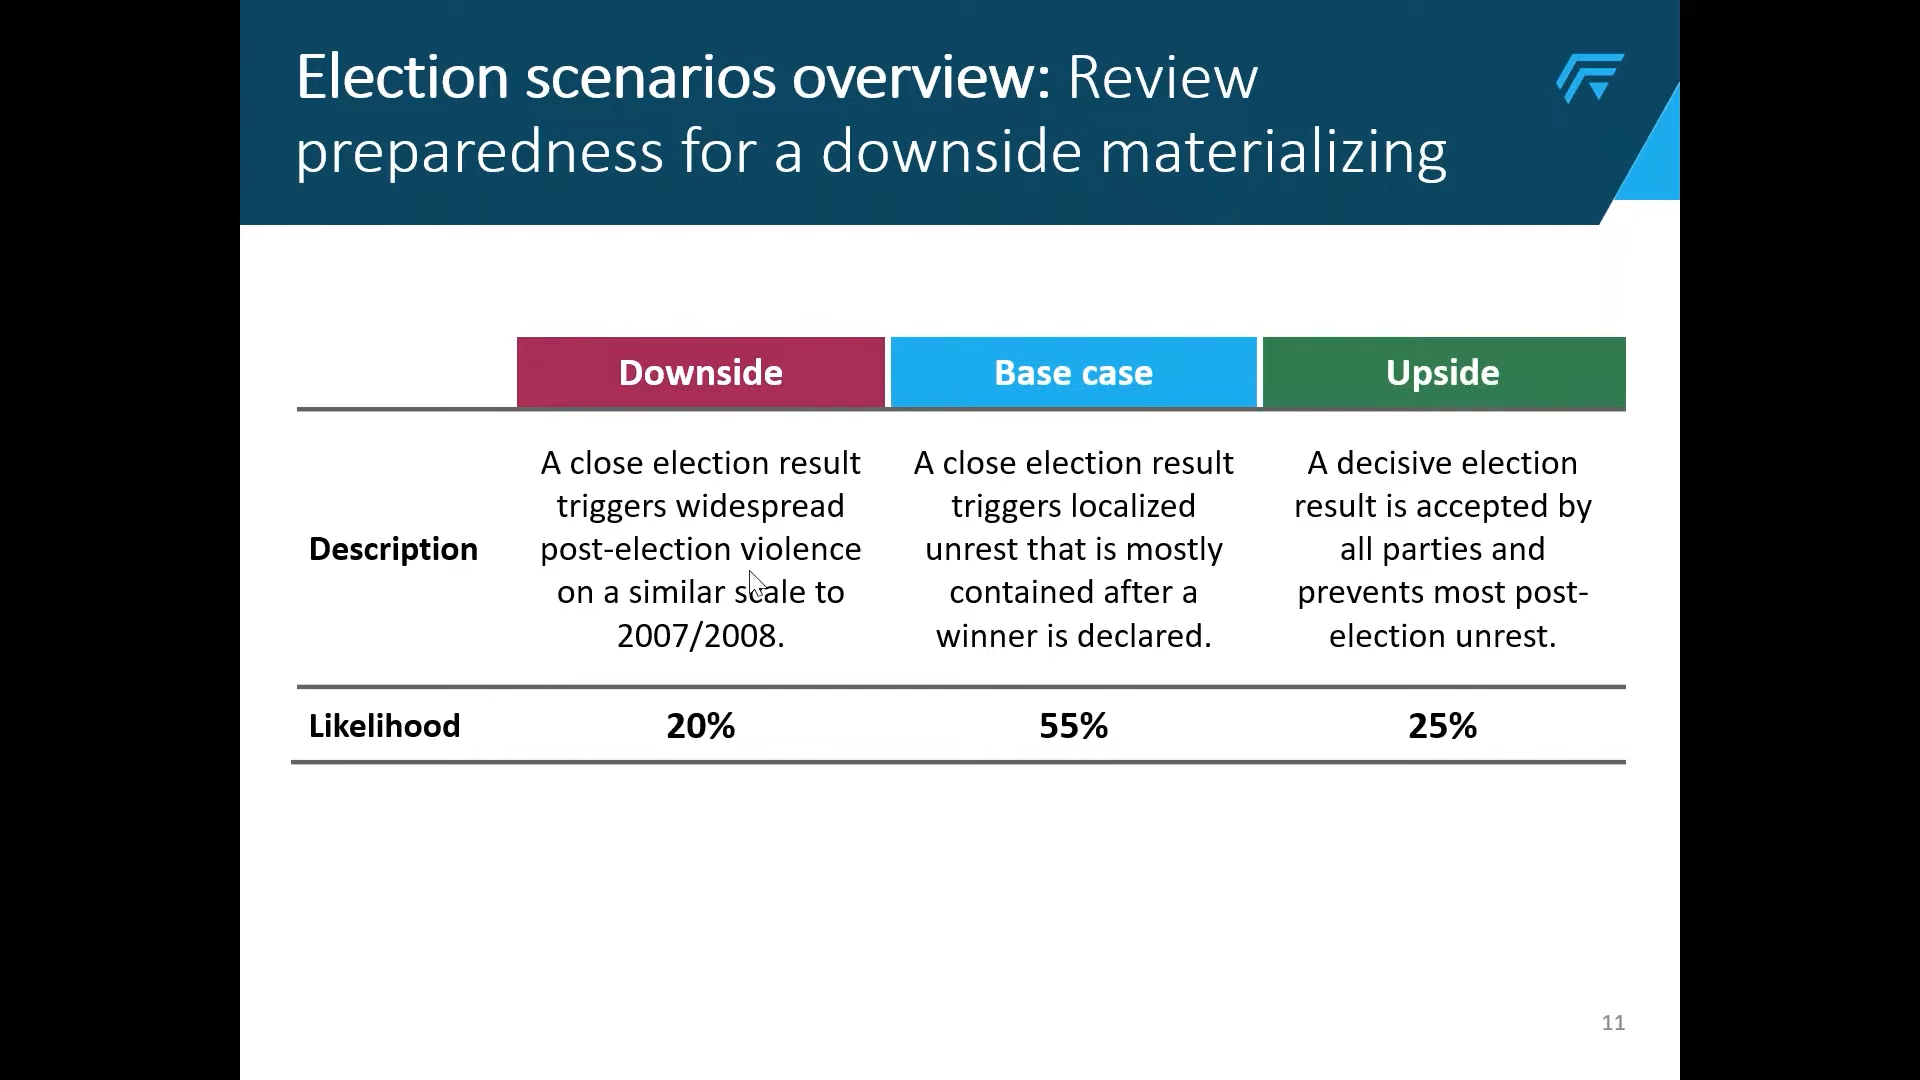 Election scenarios overview: Review
preparedness for a downside materializing
Downside
Base case
Upside
Description
A close election result
triggers widespread
post-election violence
on a similar scale to
2007/2008.
A close election result
triggers localized
unrest that is mostly
contained after a
winner is declared.
A decisive election
result is accepted by
all parties and
prevents most post-
election unrest.
Likelihood
20%
55%
25%
11